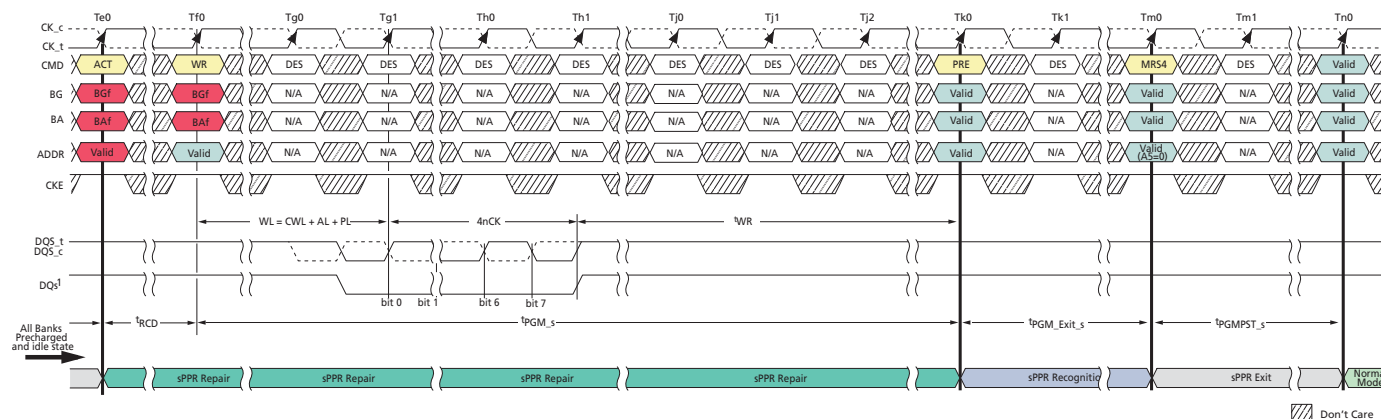 Te0 Tf0 Tg0 Tg1 Th0 Th1 Tj0 Tj1 Tj2 Tk0 Tk1 Tm0 Tm1 Tn0
CK_c
CK_t
CMD ACT WR DES DES DES DES DES DES DES PRE DES MRS4 DES Valid
BG BGf BGf N/A N/A N/A N/A N/A N/A N/A Valid N/A Valid N/A Valid
BA BAf BAf N/A N/A N/A N/A N/A N/A N/A Valid N/A Valid N/A Valid
ADDR Valid Valid N/A N/A N/A N/A N/A N/A N/A Valid N/A Valid (A5=0) N/A Valid
CKE
WL = CWL + AL + PL 4nCK tWR
DQS_t
DQS_c
DQs1
bit 0 bit 1 bit 6 bit 7
All Banks
Precharged
and idle state
tRCD tPGM_s tPGM_Exit_s tPGMPST_s
sPPR Repair sPPR Repair sPPR Repair sPPR Repair sPPR Recognitio sPPR Exit Norma
Mode
Don't Care